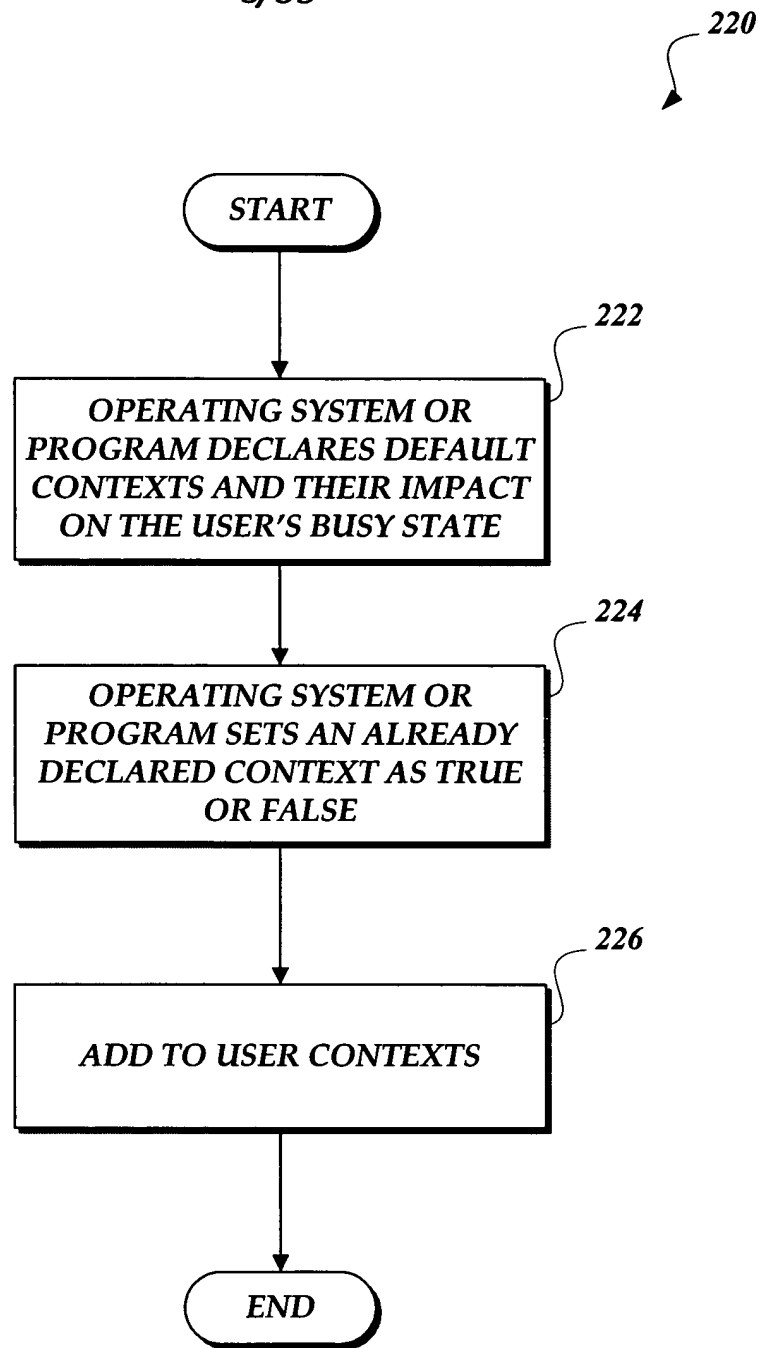 220
START
222
OPERATING SYSTEM OR
PROGRAM DECLARES DEFAULT
CONTEXTS AND THEIR IMPACT
ON THE USER'S BUSY STATE
224
OPERATING SYSTEM OR
PROGRAM SETS AN ALREADY
DECLARED CONTEXT AS TRUE
OR FALSE
226
ADD TO USER CONTEXTS
END